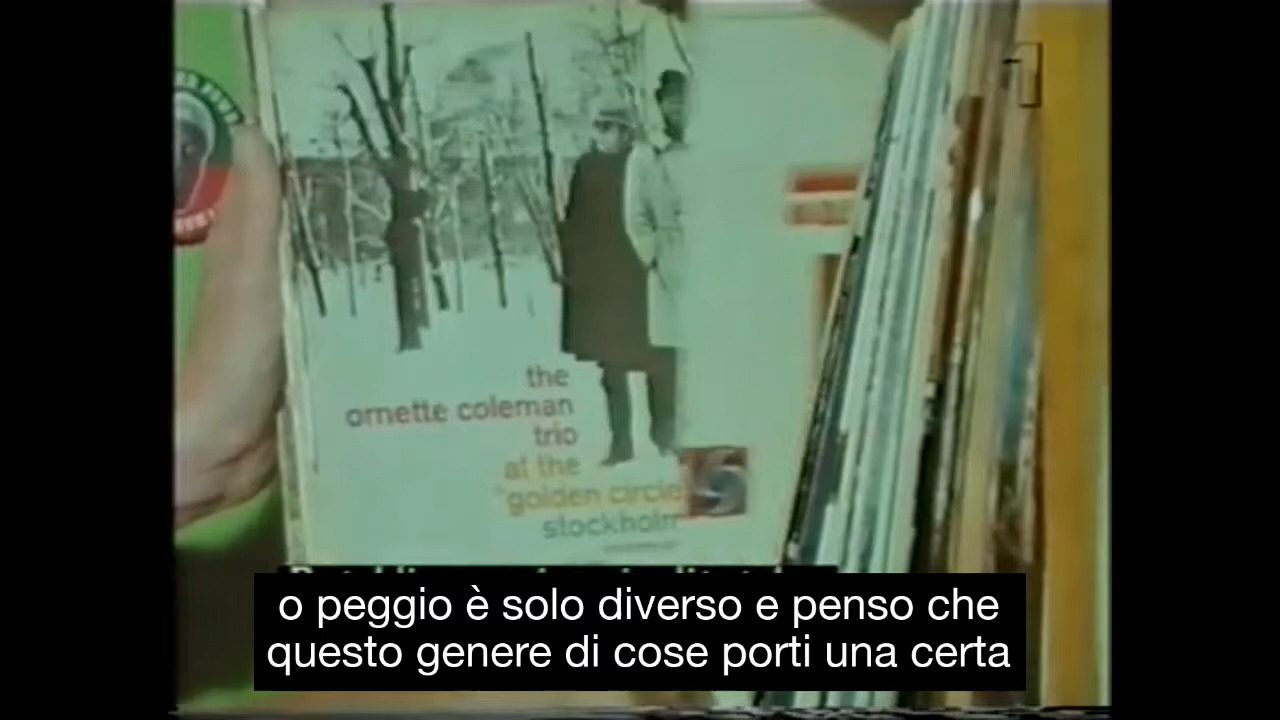 the
ornette coleman
trio
at the
"golden circle
stockholm
o peggio è solo diverso e penso che
questo genere di cose porti una certa